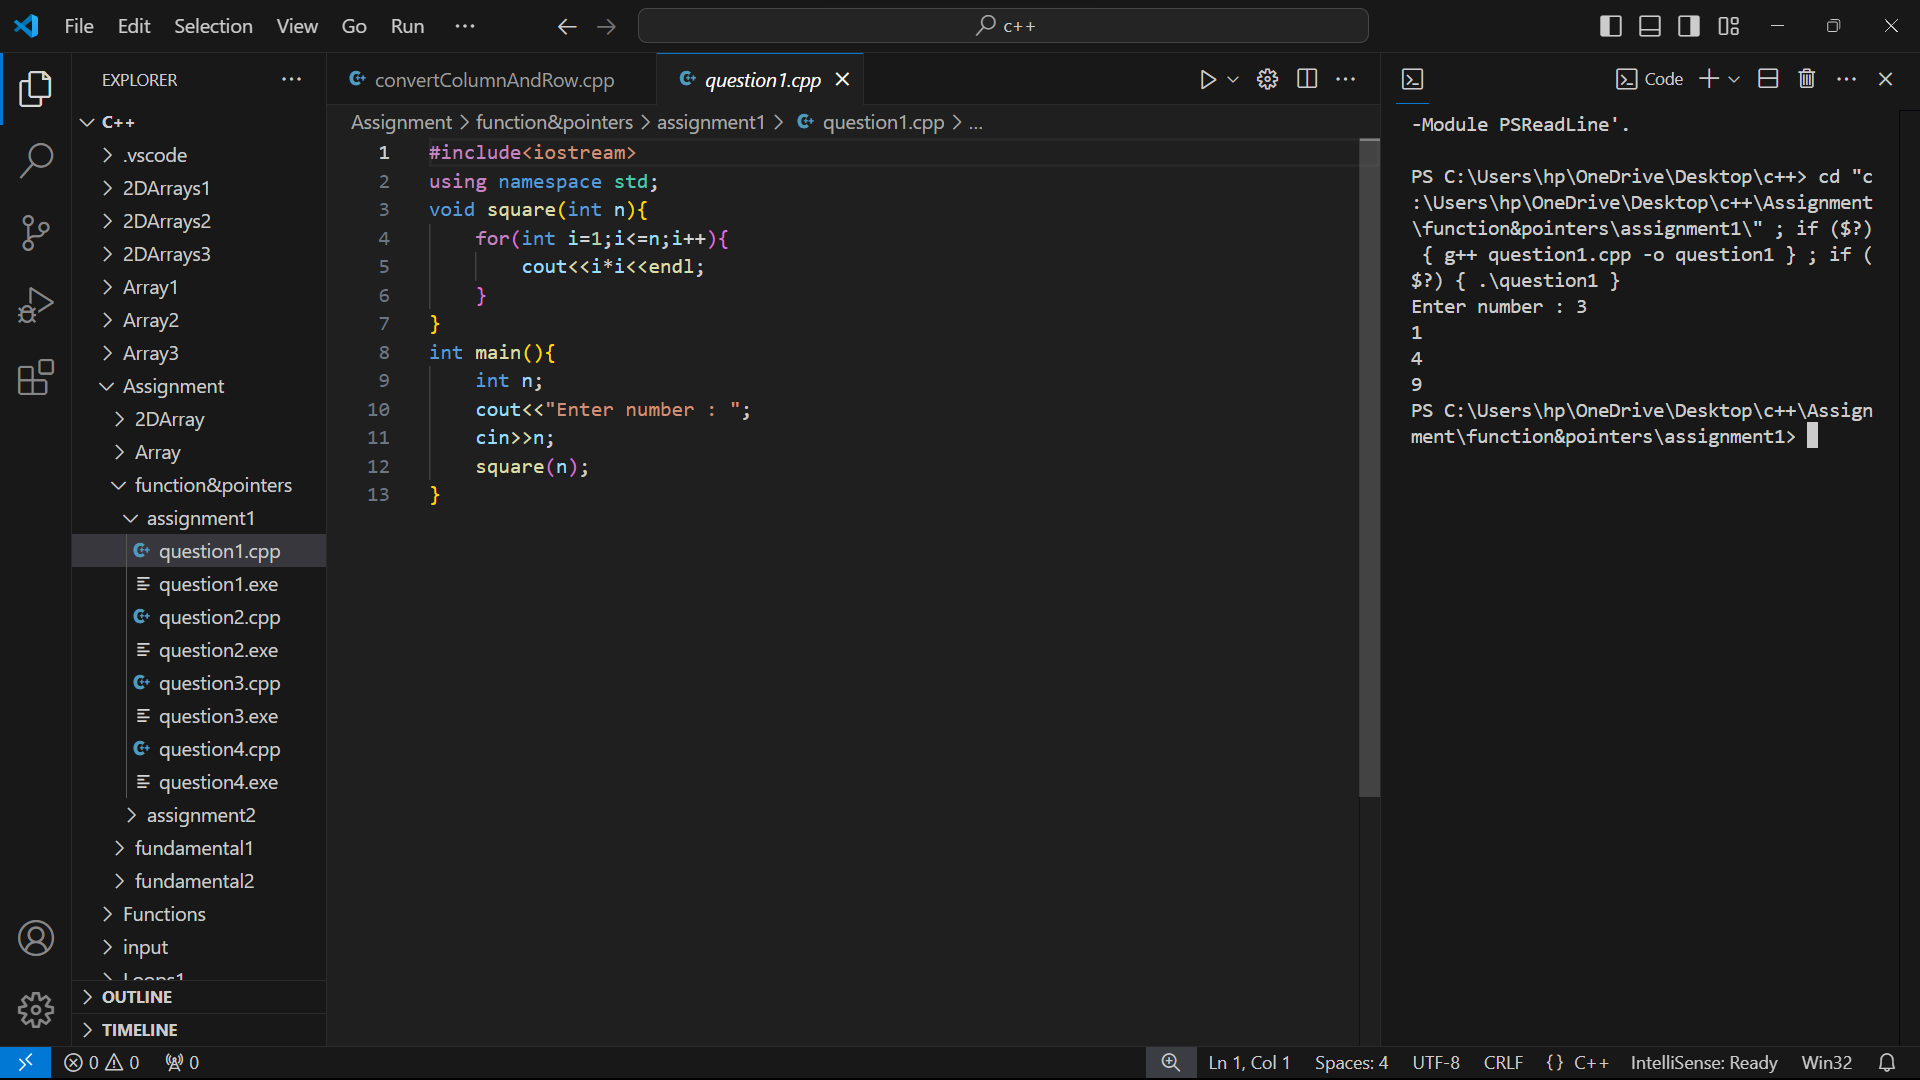 File Edit Selection View Go Run ... c++
EXPLORER
C++
.vscode
2DArrays1
2DArrays2
2DArrays3
Array1
Array2
Array3
Assignment
2DArray
Array
function&pointers
assignment1
question1.cpp
question1.exe
question2.cpp
question2.exe
question3.cpp
question3.exe
question4.cpp
question4.exe
assignment2
fundamental1
fundamental2
Functions
input
Loops1
OUTLINE
TIMELINE
convertColumnAndRow.cpp question1.cpp
Assignment > function&pointers > assignment1 > question1.cpp > ...
1 #include<iostream>
2 using namespace std;
3 void square(int n){
4 for(int i=1;i<=n;i++){
5 cout<<i*i<<endl;
6 }
7 }
8 int main(){
9 int n;
10 cout<<"Enter number : ";
11 cin>>n;
12 square(n);
13 }
Code
-Module PSReadLine'.
PS C:\Users\hp\OneDrive\Desktop\c++> cd "c
:\Users\hp\OneDrive\Desktop\c++\Assignment
\function&pointers\assignment1\" ; if ($?)
{ g++ question1.cpp -o question1 } ; if (
$?) { .\question1 }
Enter number : 3
1
4
9
PS C:\Users\hp\OneDrive\Desktop\c++\Assign
ment\function&pointers\assignment1>
0 0 0 Ln 1, Col 1 Spaces: 4 UTF-8 CRLF {} C++ IntelliSense: Ready Win32